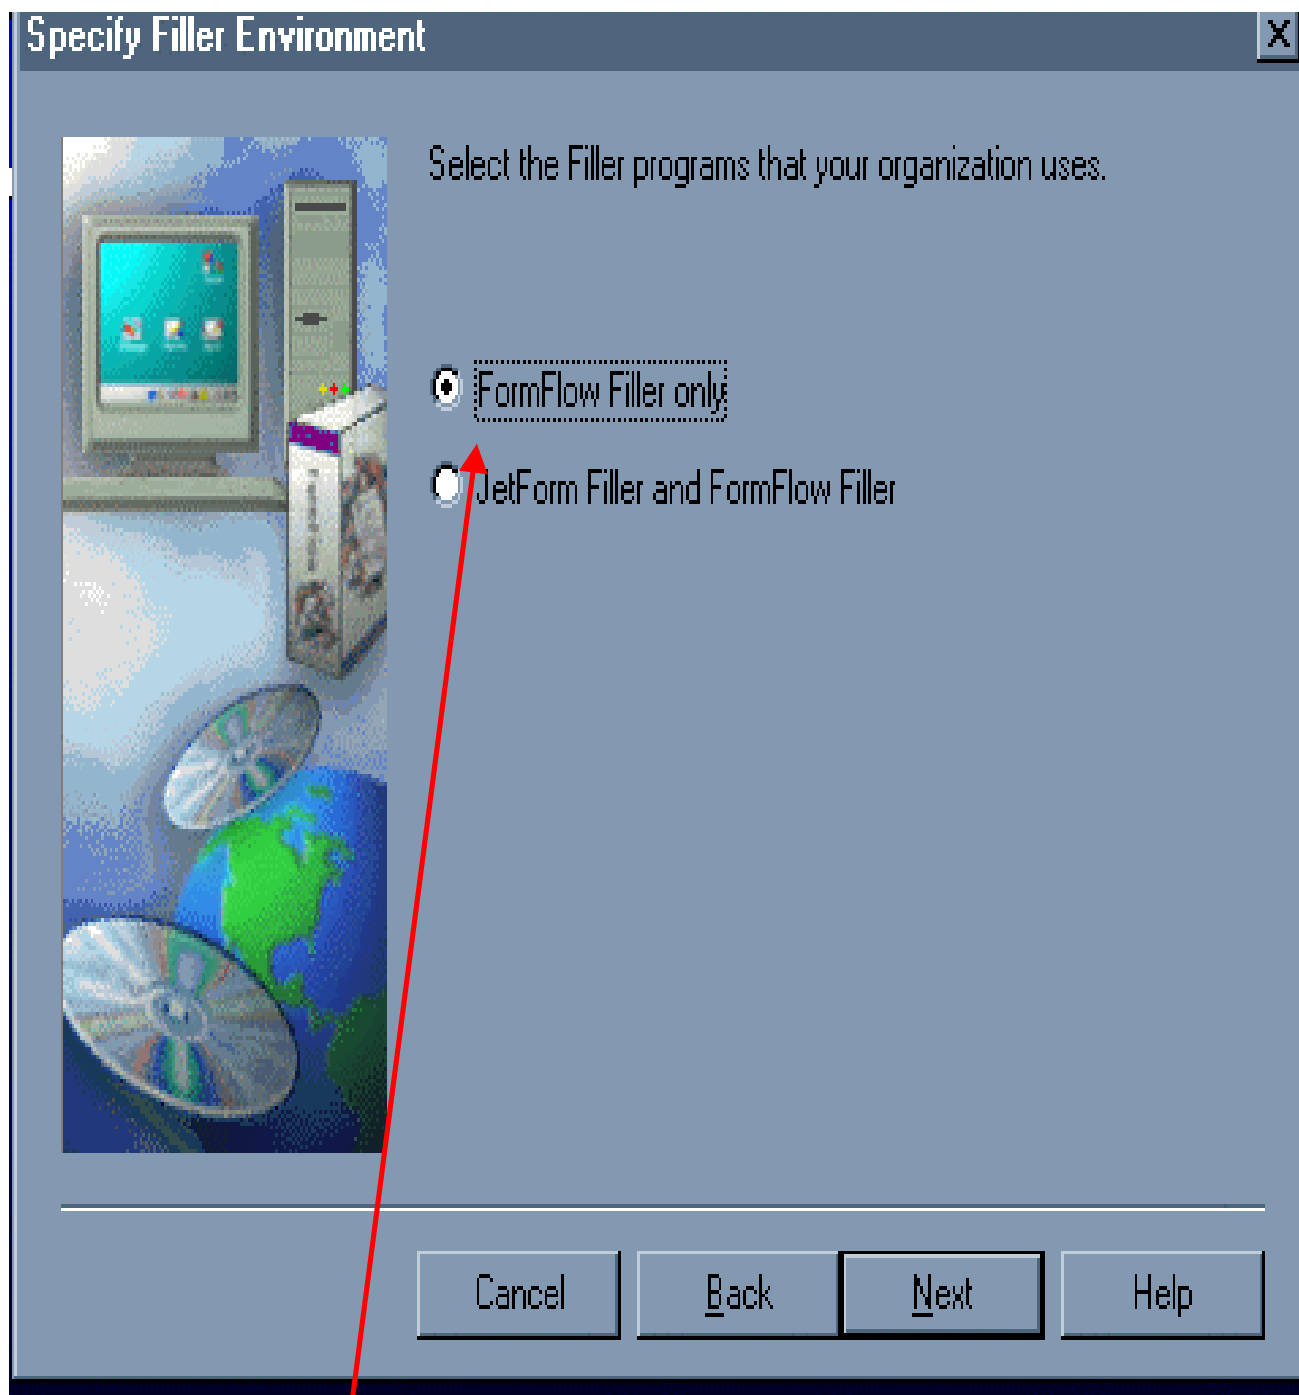 Specify Filler Environment
Select the Filler programs that your organization uses.
FormFlow Filler only
JetForm Filler and FormFlow Filler
Cancel
Back
Next
Help